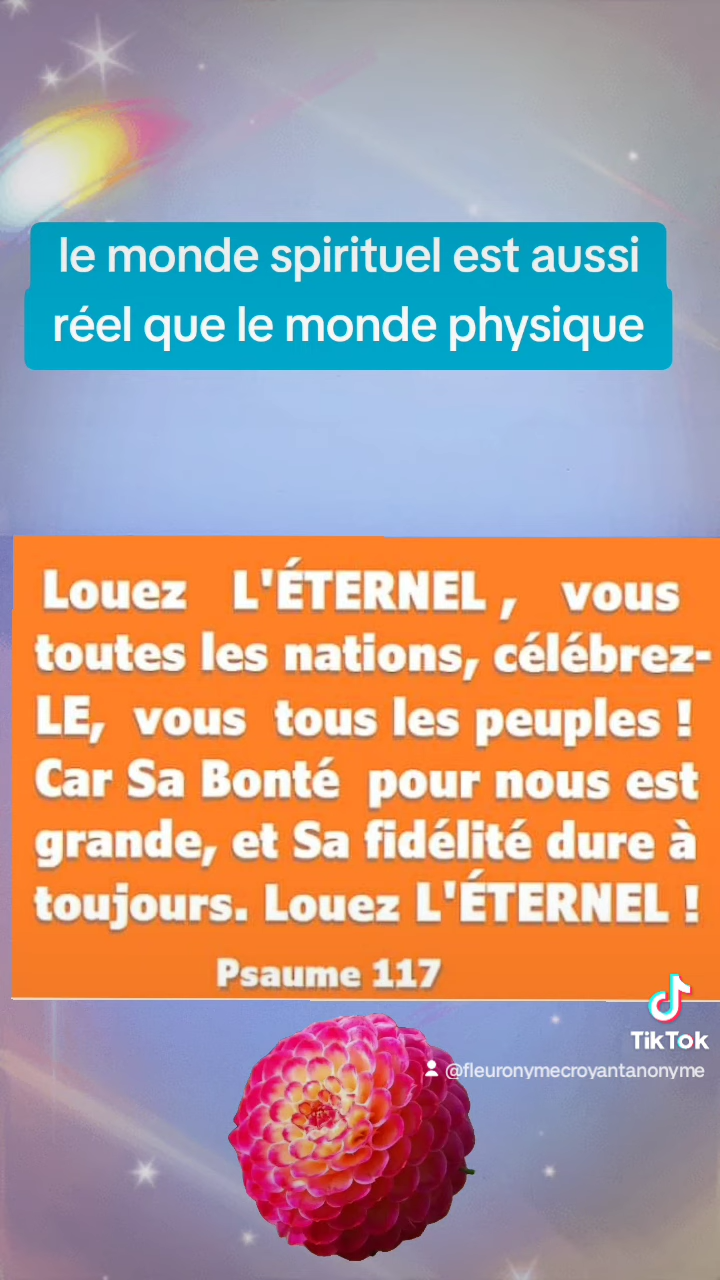 le monde spirituel est aussi
réel que le monde physique
Louez L'ÉTERNEL , vous
toutes les nations, célébrez-
LE, vous tous les peuples !
Car Sa Bonté pour nous est
grande, et Sa fidélité dure à
toujours. Louez L'ÉTERNEL !
Psaume 117
TikTok
@fleuronymecroyantanonyme